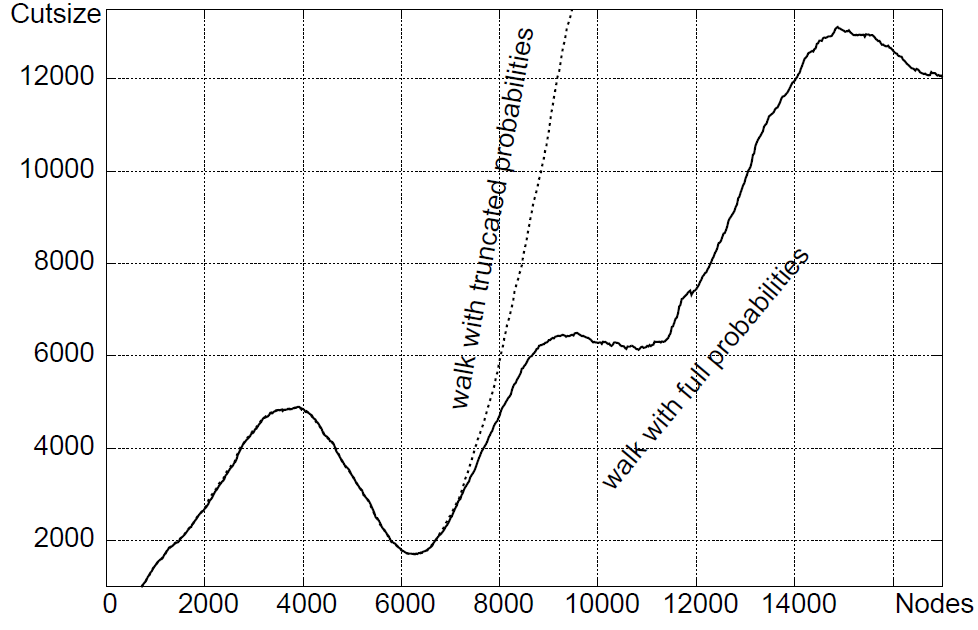 Cutsize
12000
10000
8000
6000
4000
2000
walk with truncated probabilities
walk with full probabilities
0 2000 4000 6000 8000 10000 12000 14000 Nodes